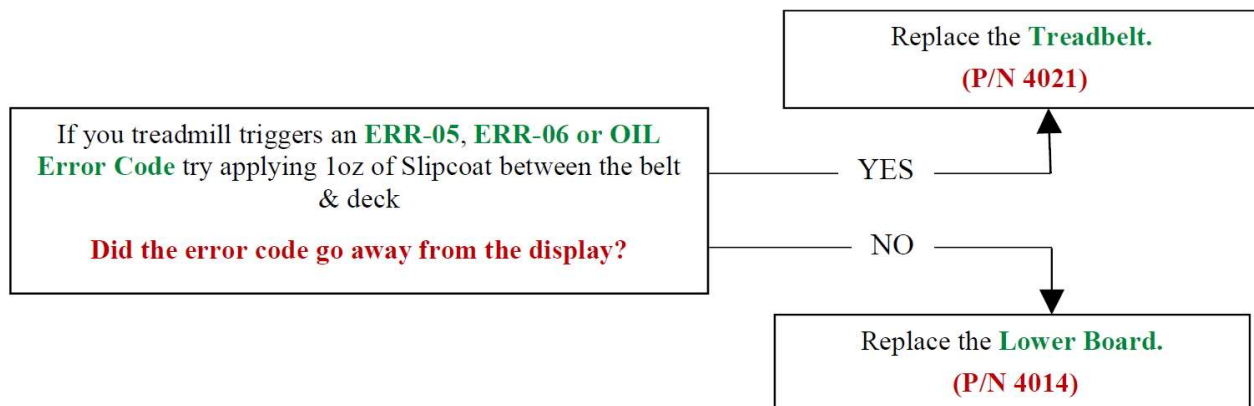 Replace the Treadbelt.
(P/N 4021)
If you treadmill triggers an ERR-05, ERR-06 or OIL
Error Code try applying 1oz of Slipcoat between the belt
& deck
Did the error code go away from the display?
YES
NO
Replace the Lower Board.
(P/N 4014)